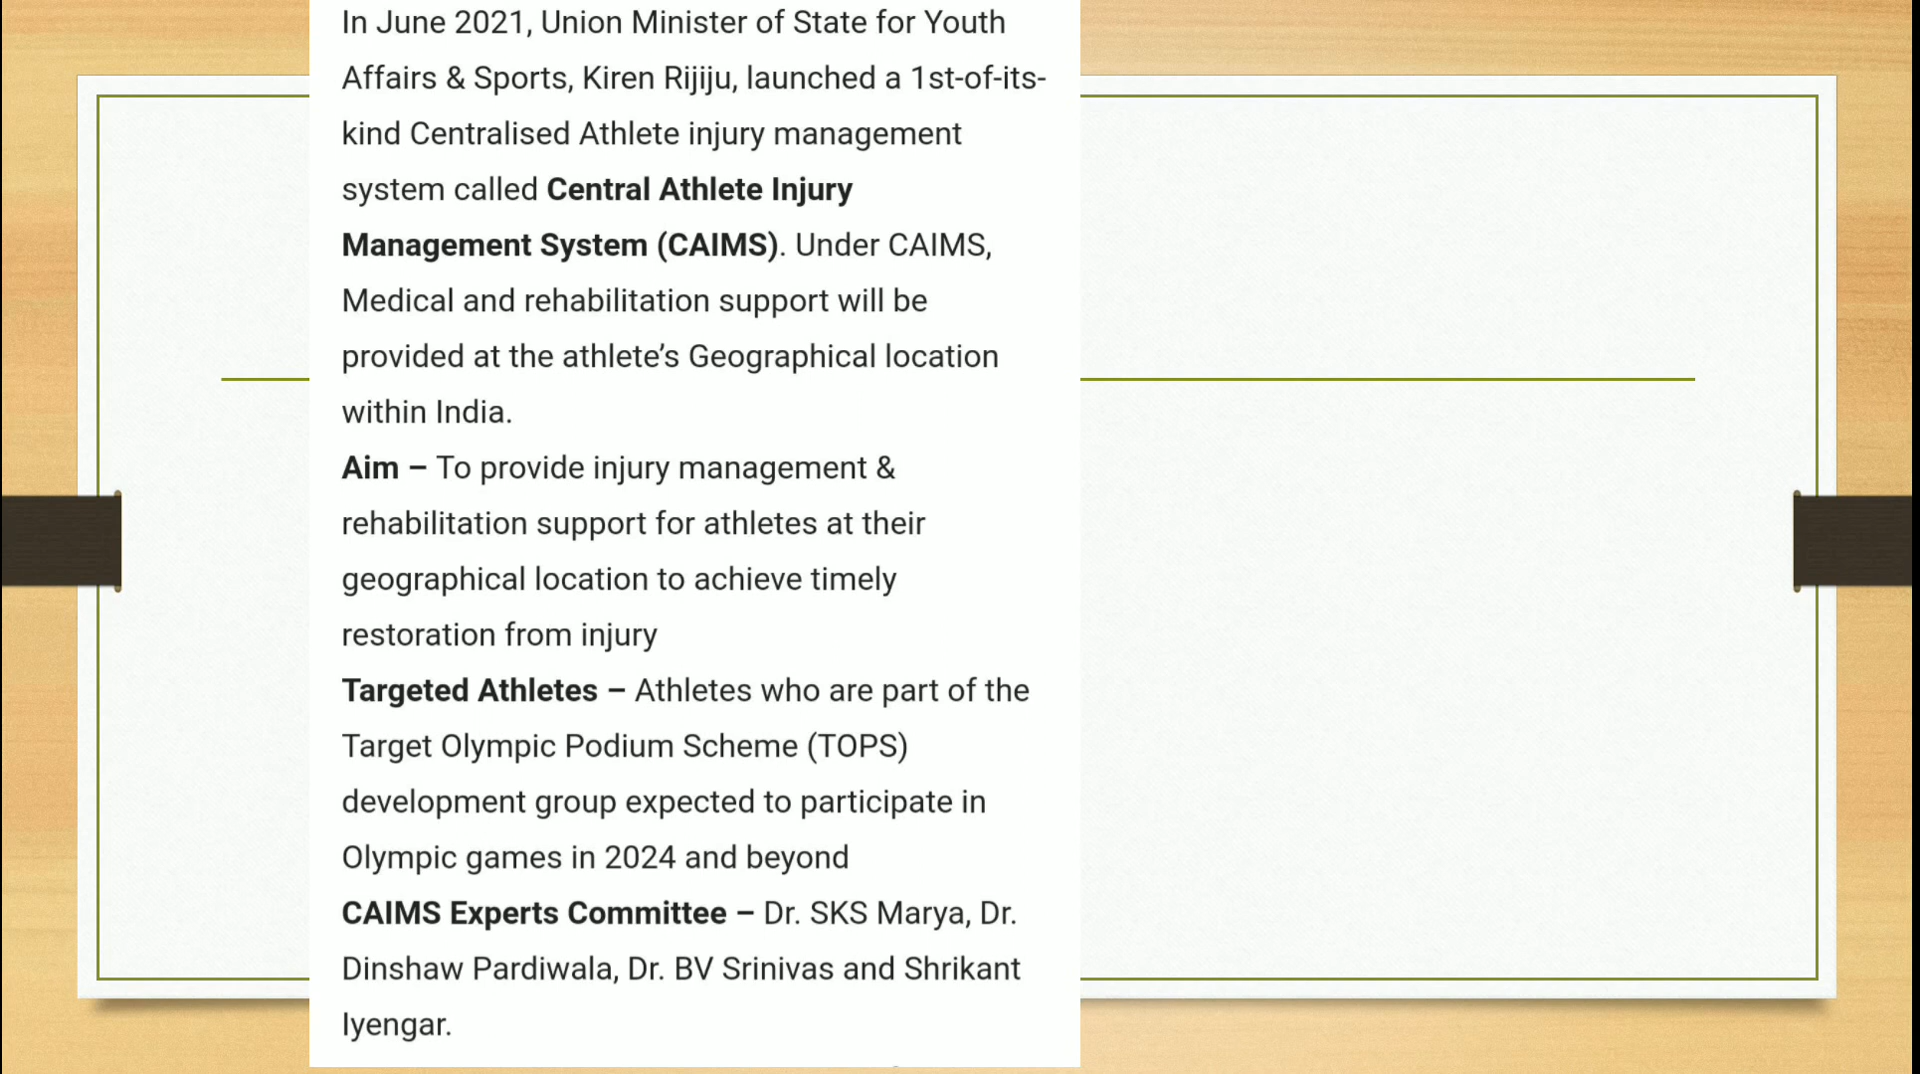 In June 2021, Union Minister of State for Youth
Affairs & Sports, Kiren Rijiju, launched a 1st-of-its-
kind Centralised Athlete injury management
system called Central Athlete Injury
Management System (CAIMS). Under CAIMS,
Medical and rehabilitation support will be
provided at the athlete’s Geographical location
within India.
Aim – To provide injury management &
rehabilitation support for athletes at their
geographical location to achieve timely
restoration from injury
Targeted Athletes – Athletes who are part of the
Target Olympic Podium Scheme (TOPS)
development group expected to participate in
Olympic games in 2024 and beyond
CAIMS Experts Committee – Dr. SKS Marya, Dr.
Dinshaw Pardiwala, Dr. BV Srinivas and Shrikant
Iyengar.